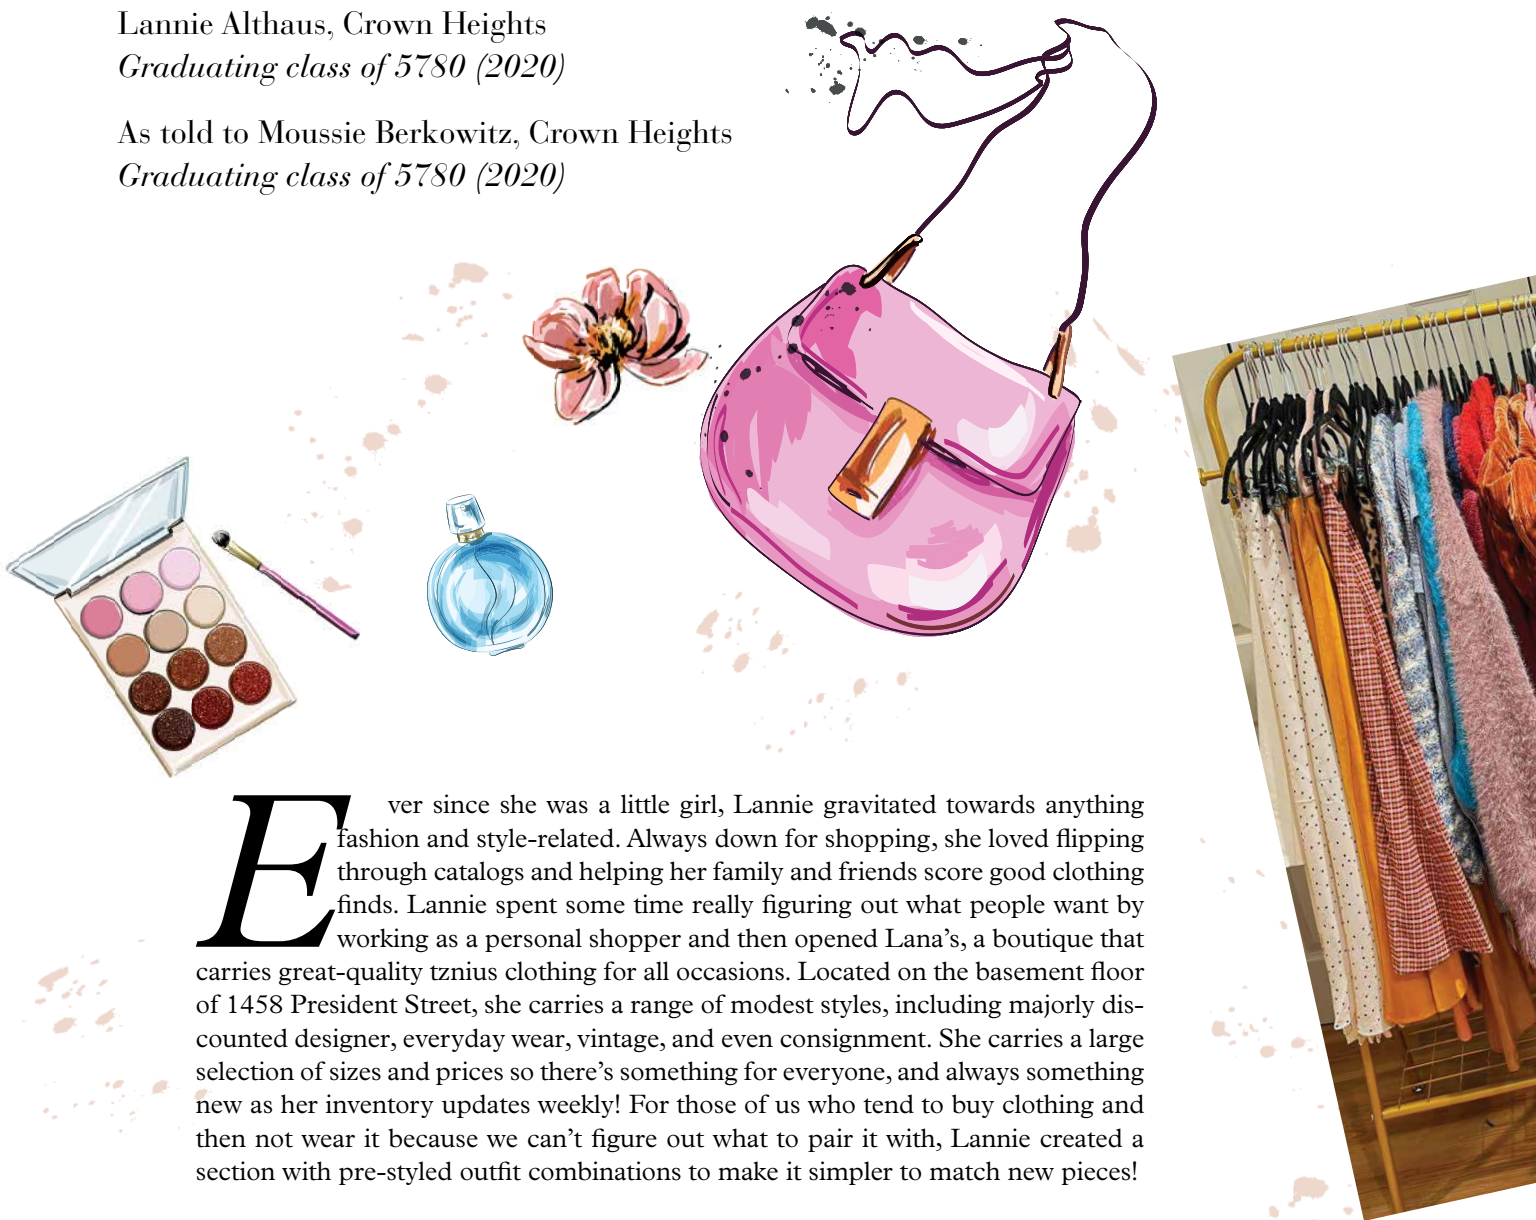 Lannie Althaus, Crown Heights
Graduating class of 5780 (2020)
As told to Moussie Berkowitz, Crown Heights
Graduating class of 5780 (2020)
Ever since she was a little girl, Lannie gravitated towards anything
fashion and style-related. Always down for shopping, she loved flipping
through catalogs and helping her family and friends score good clothing
finds. Lannie spent some time really figuring out what people want by
working as a personal shopper and then opened Lana’s, a boutique that
carries great-quality tznius clothing for all occasions. Located on the basement floor
of 1458 President Street, she carries a range of modest styles, including majorly dis-
counted designer, everyday wear, vintage, and even consignment. She carries a large
selection of sizes and prices so there’s something for everyone, and always something
new as her inventory updates weekly! For those of us who tend to buy clothing and
then not wear it because we can’t figure out what to pair it with, Lannie created a
section with pre-styled outfit combinations to make it simpler to match new pieces!